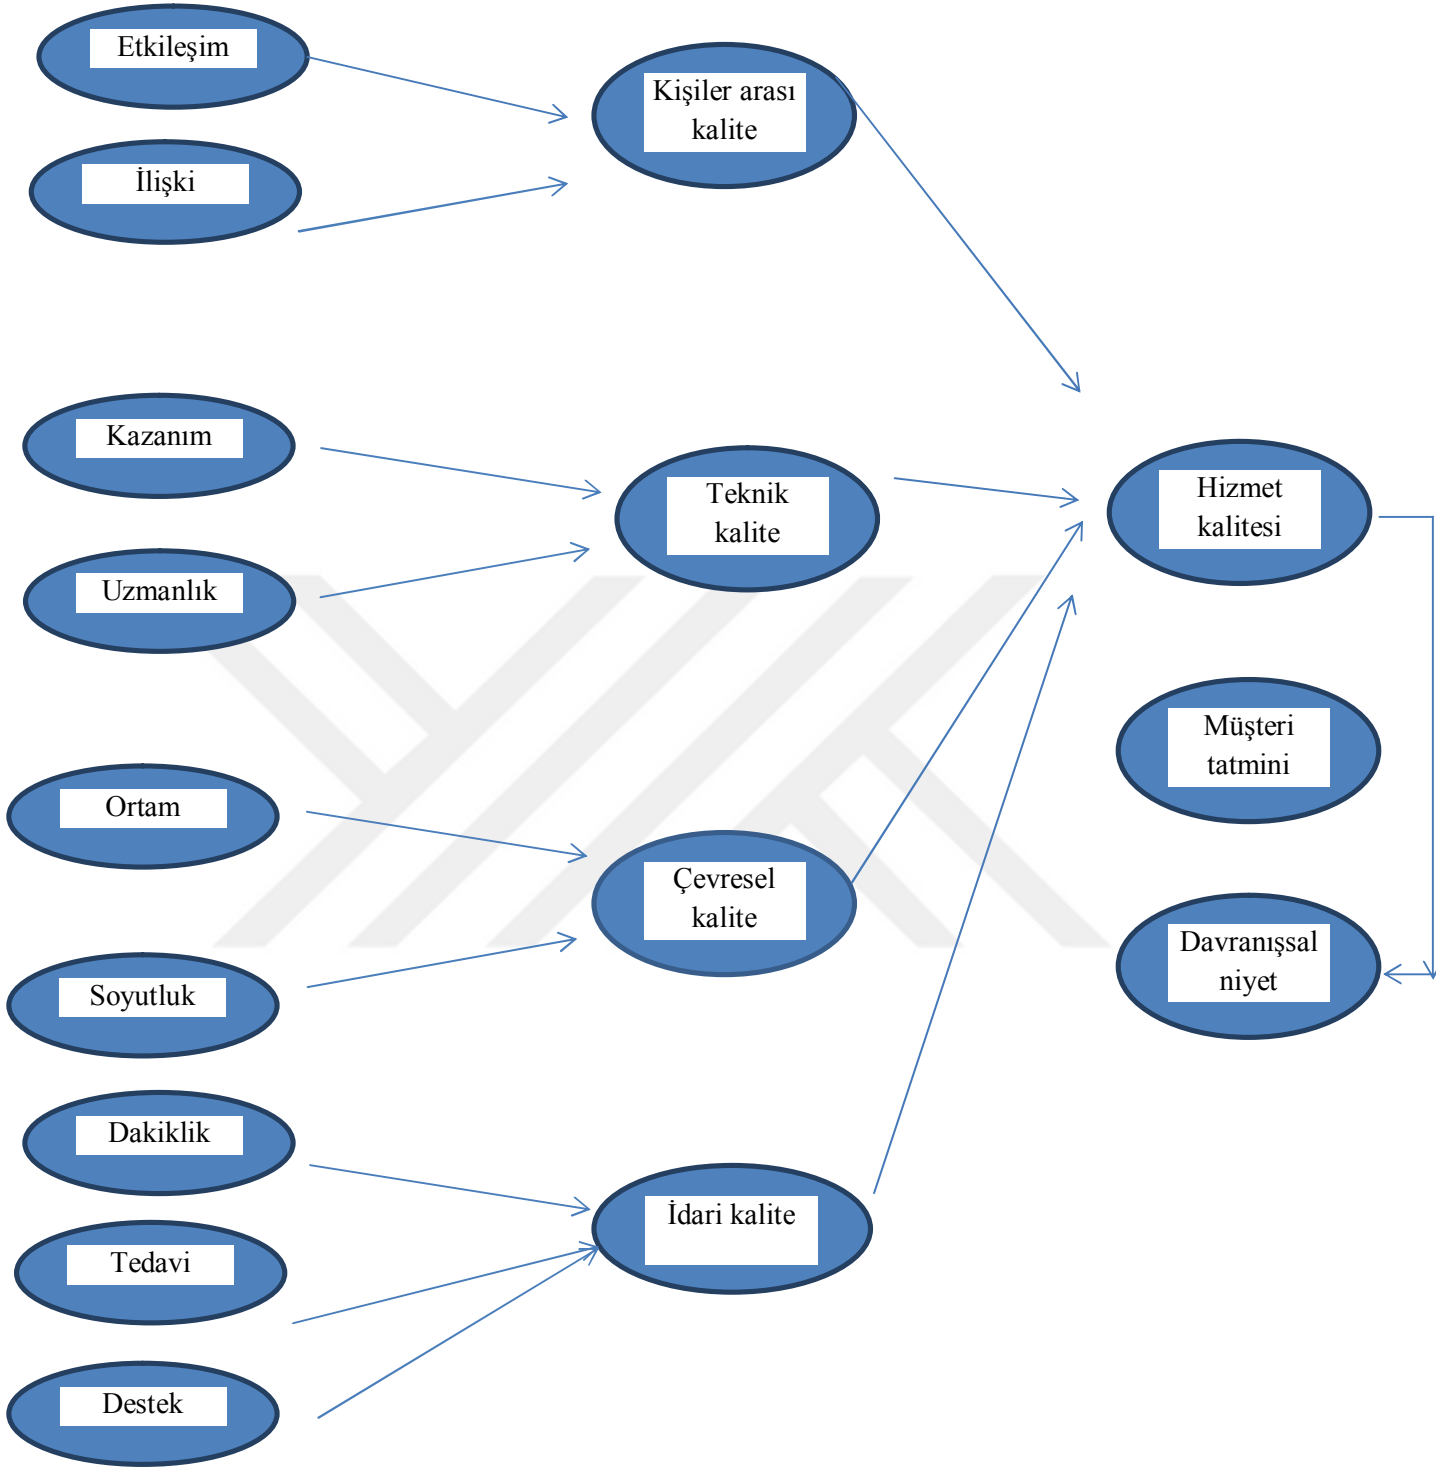 Etkileşim
İlişki
Kişiler arası
kalite
Kazanım
Uzmanlık
Teknik
kalite
Hizmet
kalitesi
Müşteri
tatmini
Ortam
Soyutluk
Çevresel
kalite
Davranışsal
niyet
Dakiklik
Tedavi
Destek
İdari kalite